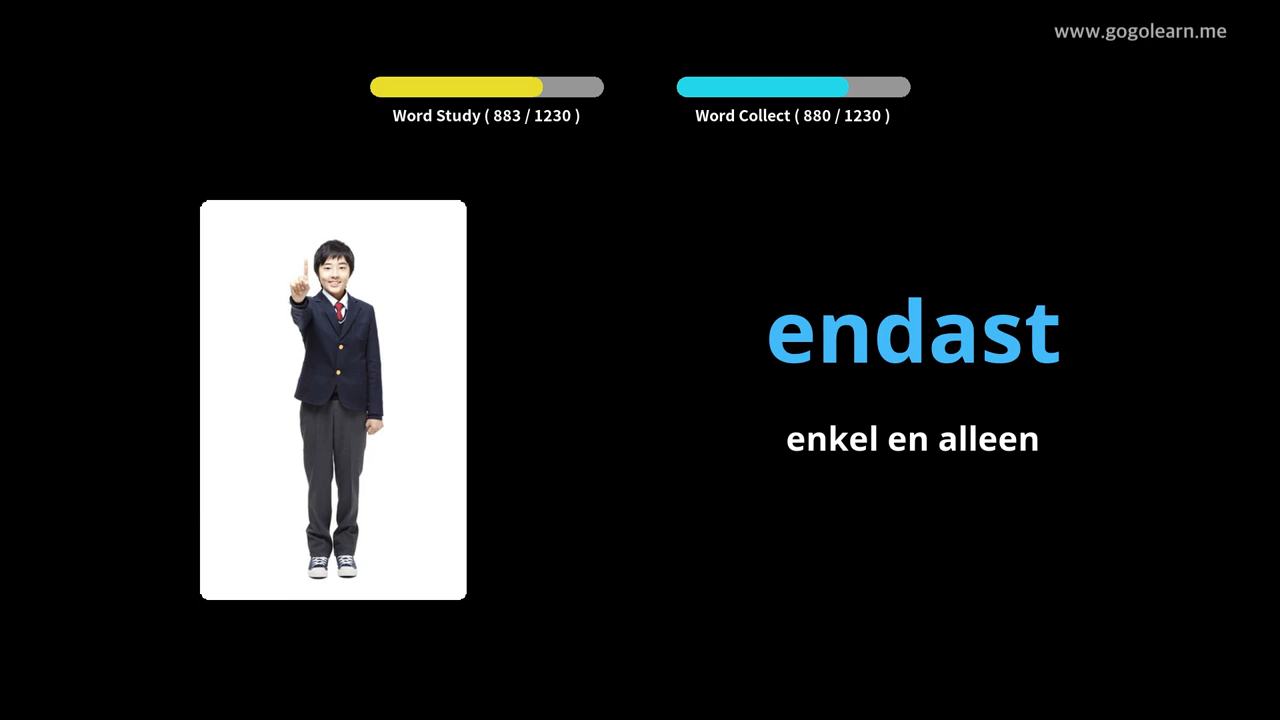 www.gogolearn.me
Word Study ( 883 / 1230 )
Word Collect ( 880 / 1230 )
endast
enkel en alleen